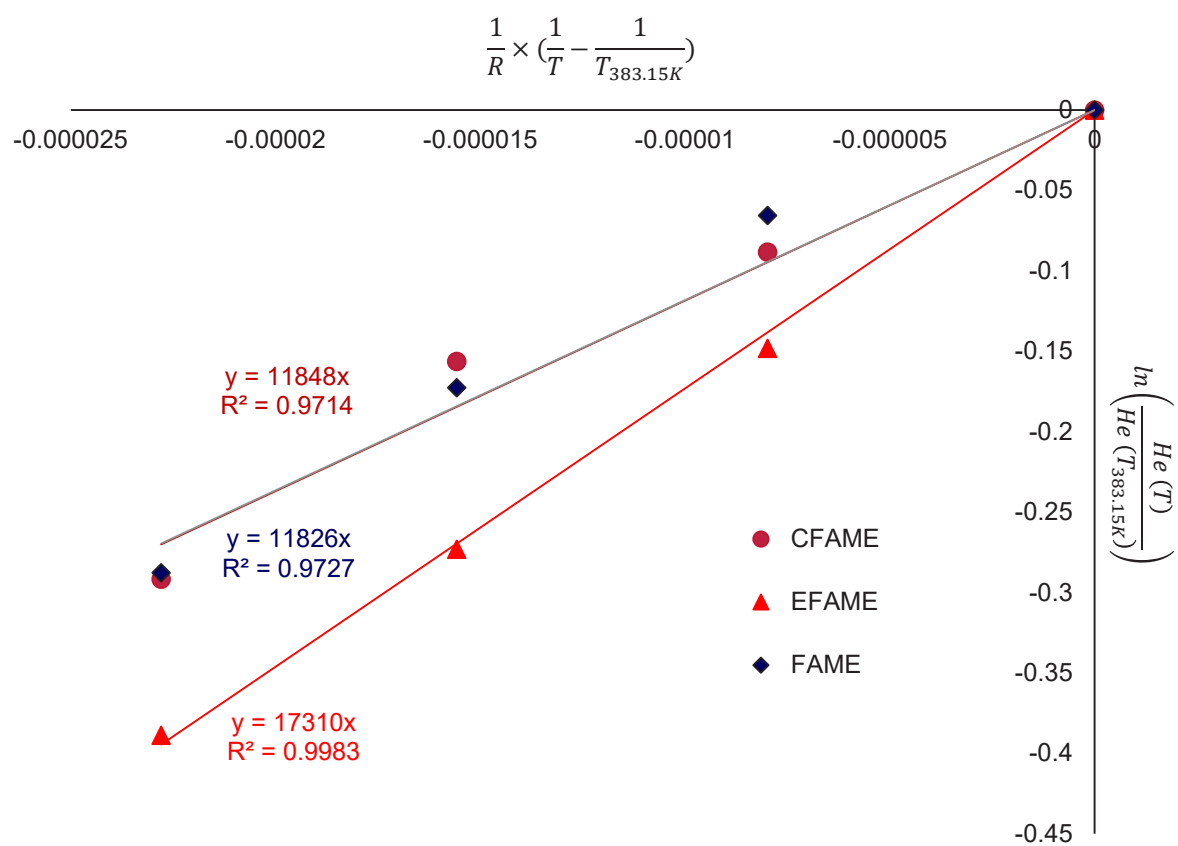 1/R × (1/T − 1/T383.15K)
0
-0.000025 -0.00002 -0.000015 -0.00001 -0.000005 0
-0.05
-0.1
-0.15
-0.2
-0.25
-0.3
-0.35
-0.4
-0.45
ln(He (T)/He (T383.15K))
y = 11848x
R² = 0.9714
y = 11826x
R² = 0.9727
y = 17310x
R² = 0.9983
CFAME
EFAME
FAME